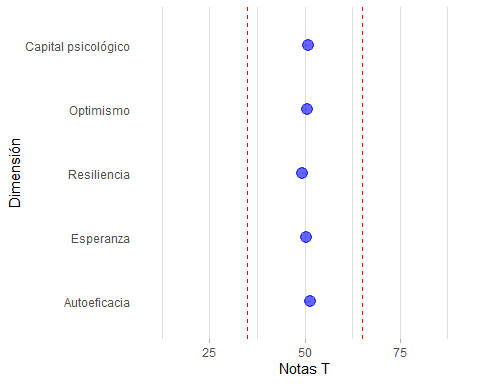 Capital psicológico
Optimismo
Resiliencia
Esperanza
Autoeficacia
Dimensión
25 50 75
Notas T